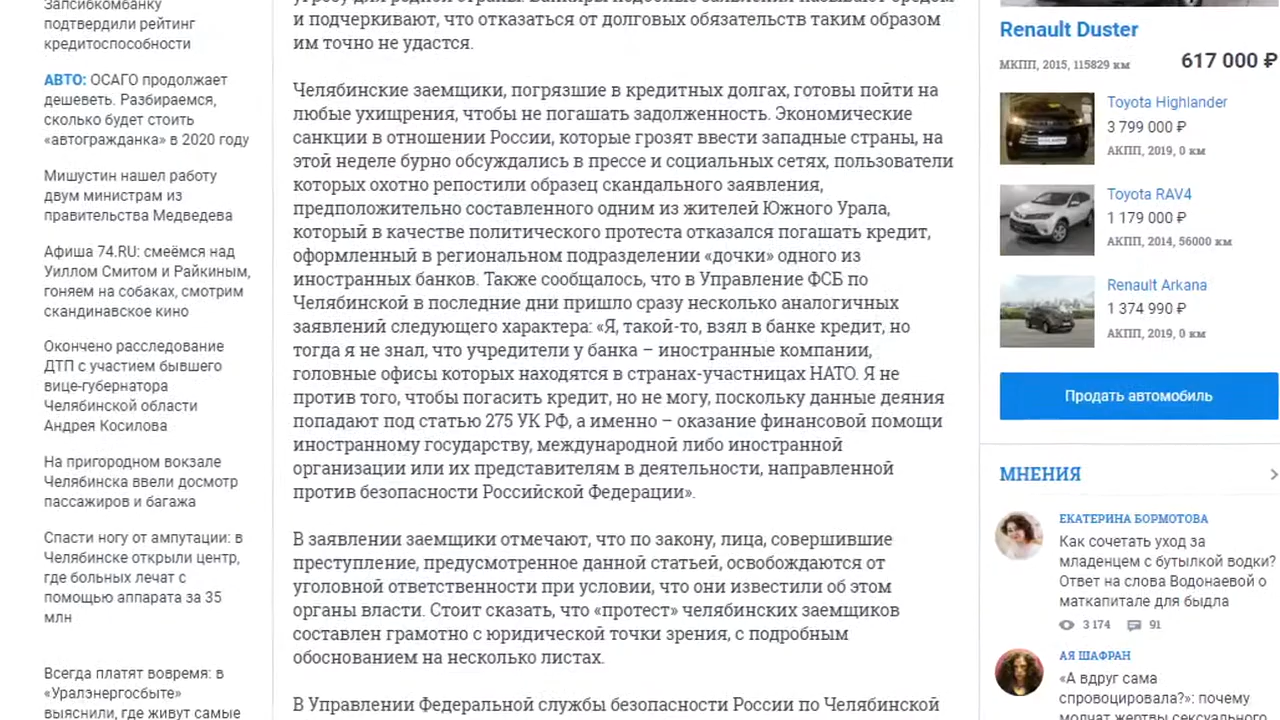 Запсибкомбанку
подтвердили рейтинг
кредитоспособности
АВТО: ОСАГО продолжает
дешеветь. Разбираемся,
сколько будет стоить
«автогражданка» в 2020 году
Мишустин нашел работу
двум министрам из
правительства Медведева
Афиша 74.RU: смеёмся над
Уиллом Смитом и Райкиным,
гоняем на собаках, смотрим
скандинавское кино
Окончено расследование
ДТП с участием бывшего
вице-губернатора
Челябинской области
Андрея Косилова
На пригородном вокзале
Челябинска ввели досмотр
пассажиров и багажа
Спасти ногу от ампутации: в
Челябинске открыли центр,
где больных лечат с
помощью аппарата за 35
млн
Всегда платят вовремя: в
«Уралэнергосбыте»
выяснили, где живут самые
угрозу для родной страны. Банкиры подобные заявления называют бредом
и подчеркивают, что отказаться от долговых обязательств таким образом
им точно не удастся.
Челябинские заемщики, погрязшие в кредитных долгах, готовы пойти на
любые ухищрения, чтобы не погашать задолженность. Экономические
санкции в отношении России, которые грозят ввести западные страны, на
этой неделе бурно обсуждались в прессе и социальных сетях, пользователи
которых охотно репостили образец скандального заявления,
предположительно составленного одним из жителей Южного Урала,
который в качестве политического протеста отказался погашать кредит,
оформленный в региональном подразделении «дочки» одного из
иностранных банков. Также сообщалось, что в Управление ФСБ по
Челябинской в последние дни пришло сразу несколько аналогичных
заявлений следующего характера: «Я, такой-то, взял в банке кредит, но
тогда я не знал, что учредители у банка – иностранные компании,
головные офисы которых находятся в странах-участницах НАТО. Я не
против того, чтобы погасить кредит, но не могу, поскольку данные деяния
попадают под статью 275 УК РФ, а именно – оказание финансовой помощи
иностранному государству, международной либо иностранной
организации или их представителям в деятельности, направленной
против безопасности Российской Федерации».
В заявлении заемщики отмечают, что по закону, лица, совершившие
преступление, предусмотренное данной статьей, освобождаются от
уголовной ответственности при условии, что они известили об этом
органы власти. Стоит сказать, что «протест» челябинских заемщиков
составлен грамотно с юридической точки зрения, с подробным
обоснованием на несколько листах.
В Управлении Федеральной службы безопасности России по Челябинской
Renault Duster
МКПП, 2015, 115829 км 617 000 ₽
Toyota Highlander
3 799 000 ₽
АКПП, 2019, 0 км
Toyota RAV4
1 179 000 ₽
АКПП, 2014, 56000 км
Renault Arkana
1 374 990 ₽
АКПП, 2019, 0 км
Продать автомобиль
МНЕНИЯ
ЕКАТЕРИНА БОРМОТОВА
Как сочетать уход за
младенцем с бутылкой водки?
Ответ на слова Водонаевой о
маткапитале для быдла
3 174 91
АЯ ШАФРАН
«А вдруг сама
спровоцировала?»: почему
молчат жертвы сексуального